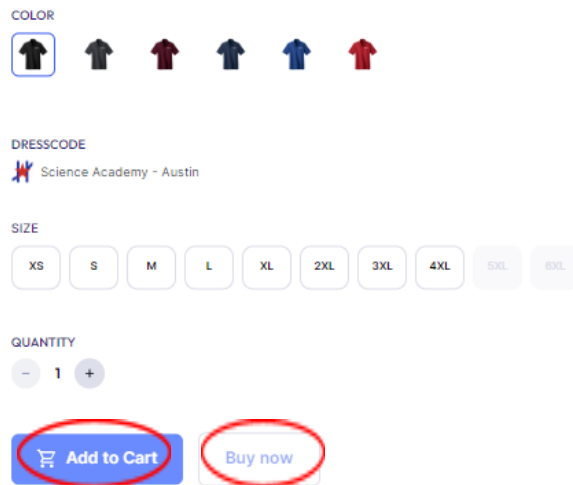 COLOR
DRESSCODE
Science Academy - Austin
SIZE
XS S M L XL 2XL 3XL 4XL 5XL 6XL
QUANTITY
- 1 +
Add to Cart Buy now